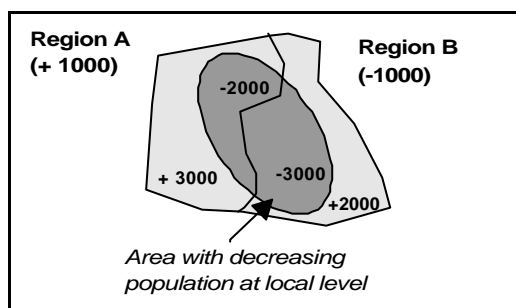 Region A
(+ 1000)
Region B
(-1000)
-2000
+ 3000
-3000
+2000
Area with decreasing
population at local level